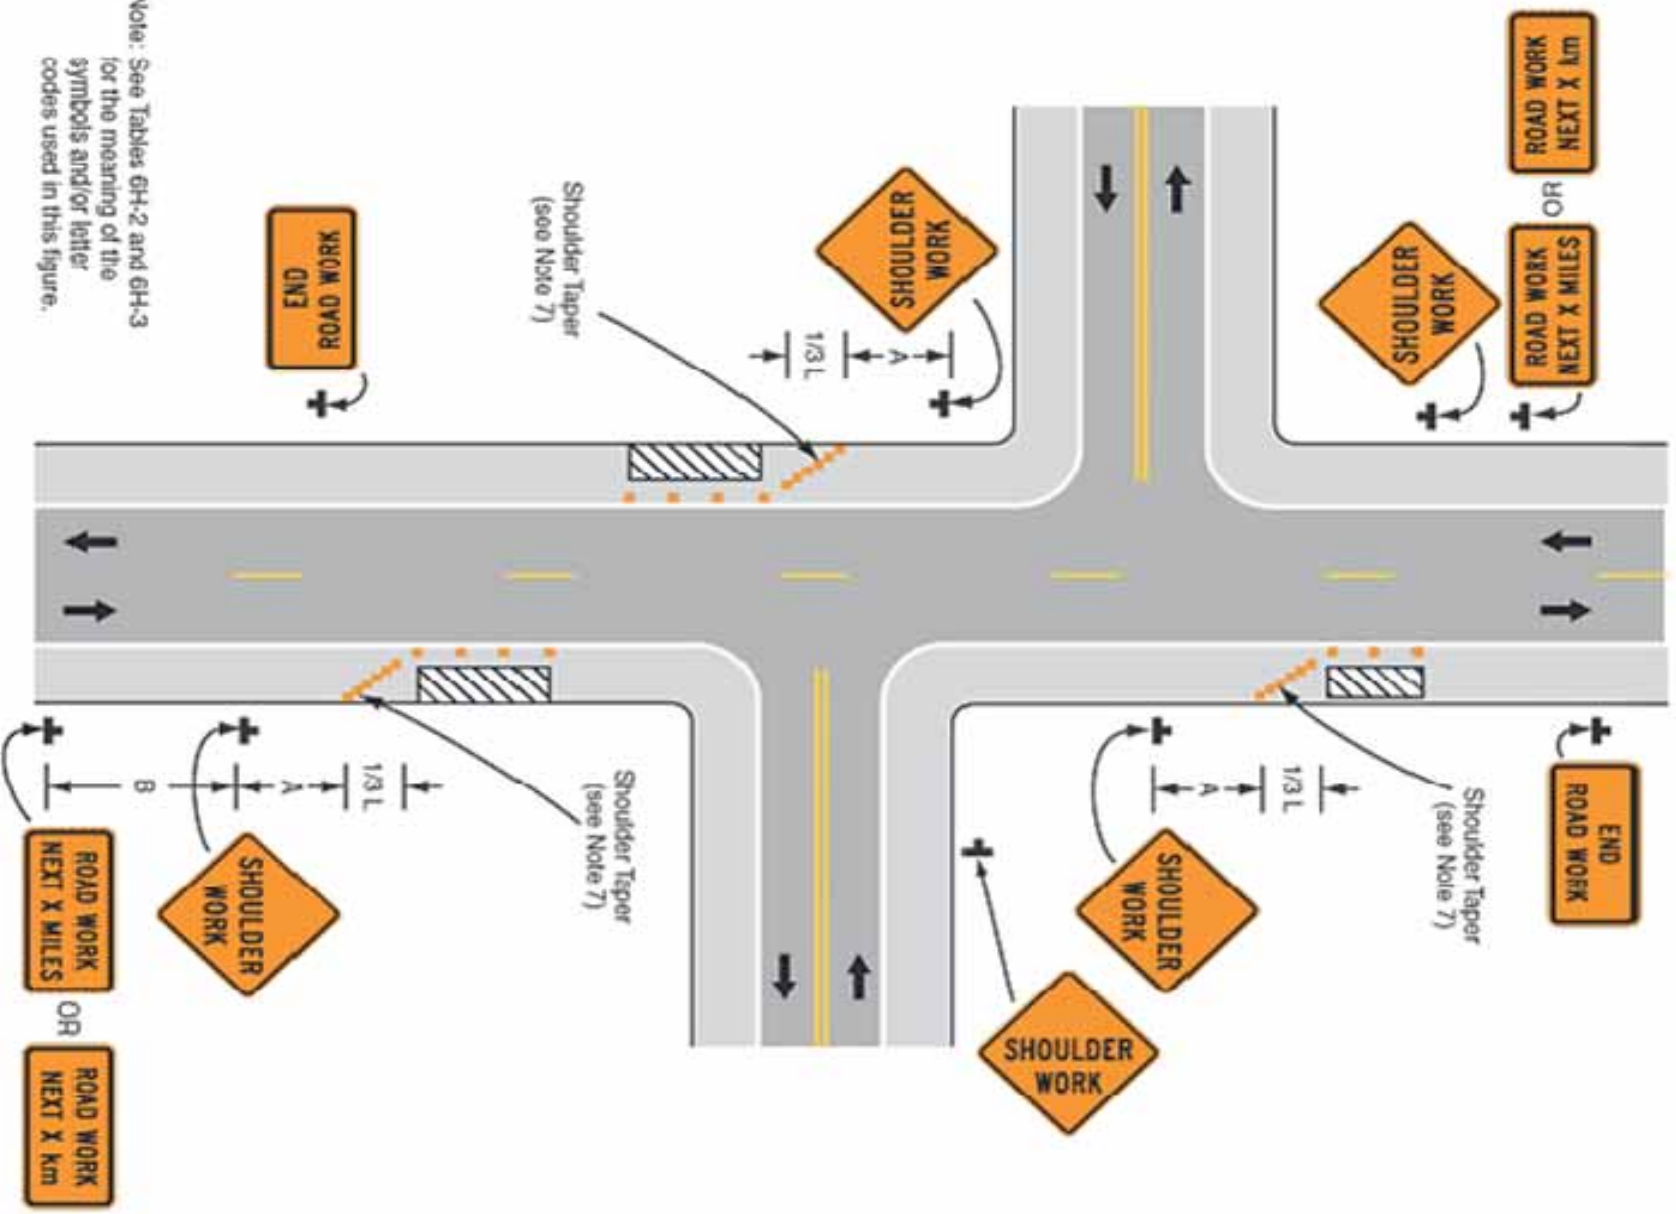 Note: See Tables 6H-2 and 6H-3
for the meaning of the
symbols and/or letter
codes used in this figure.
ROAD WORK
NEXT X km
OR
ROAD WORK
NEXT X MILES
SHOULDER
WORK
SHOULDER
WORK
A
1/3 L
Shoulder Taper
(see Note 7)
END
ROAD WORK
END
ROAD WORK
Shoulder Taper
(see Note 7)
1/3 L
A
SHOULDER
WORK
SHOULDER
WORK
Shoulder Taper
(see Note 7)
1/3 L
A
B
SHOULDER
WORK
ROAD WORK
NEXT X MILES
OR
ROAD WORK
NEXT X km